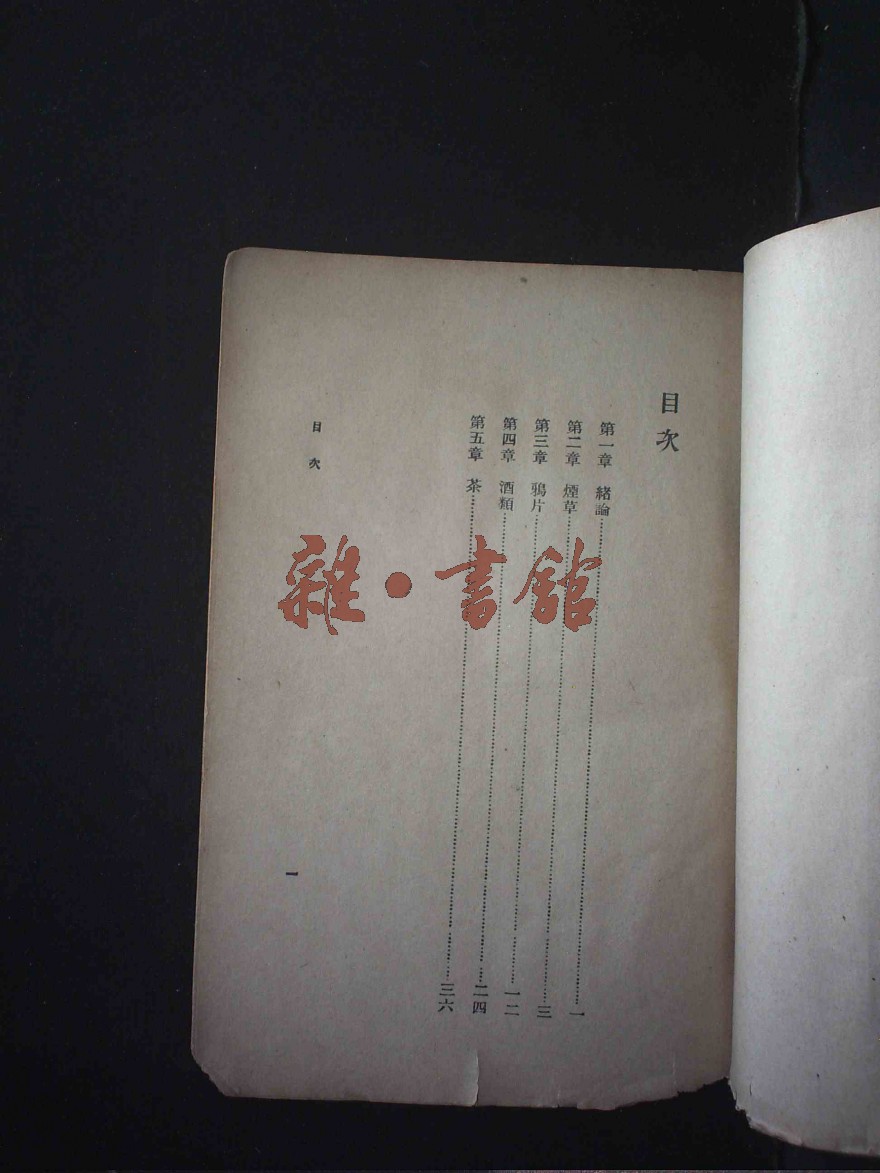 目次
第一章 緒論……一
第二章 煙草……三
第三章 鴉片……一二
第四章 酒類……二四
第五章 茶……三六
目次
一
雜·書館